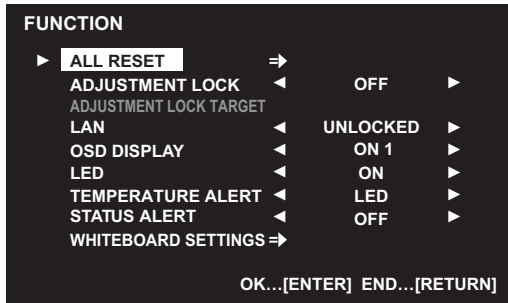 FUNCTION
ALL RESET
ADJUSTMENT LOCK OFF
ADJUSTMENT LOCK TARGET
LAN UNLOCKED
OSD DISPLAY ON 1
LED ON
TEMPERATURE ALERT LED
STATUS ALERT OFF
WHITEBOARD SETTINGS
OK...[ENTER] END...[RETURN]